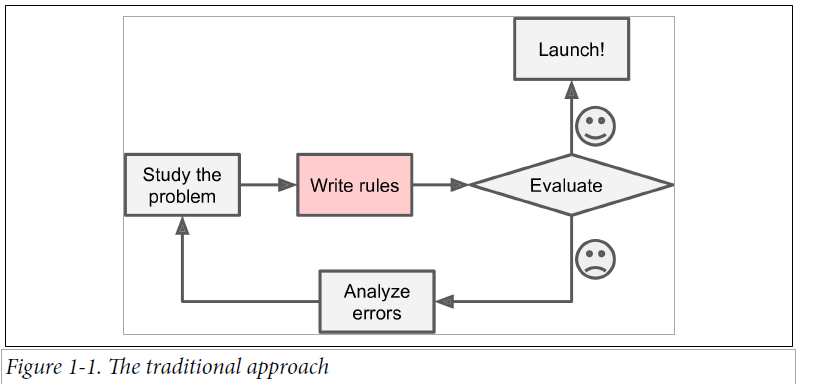 Launch!
Study the
problem
Write rules
Evaluate
Analyze
errors
Figure 1-1. The traditional approach